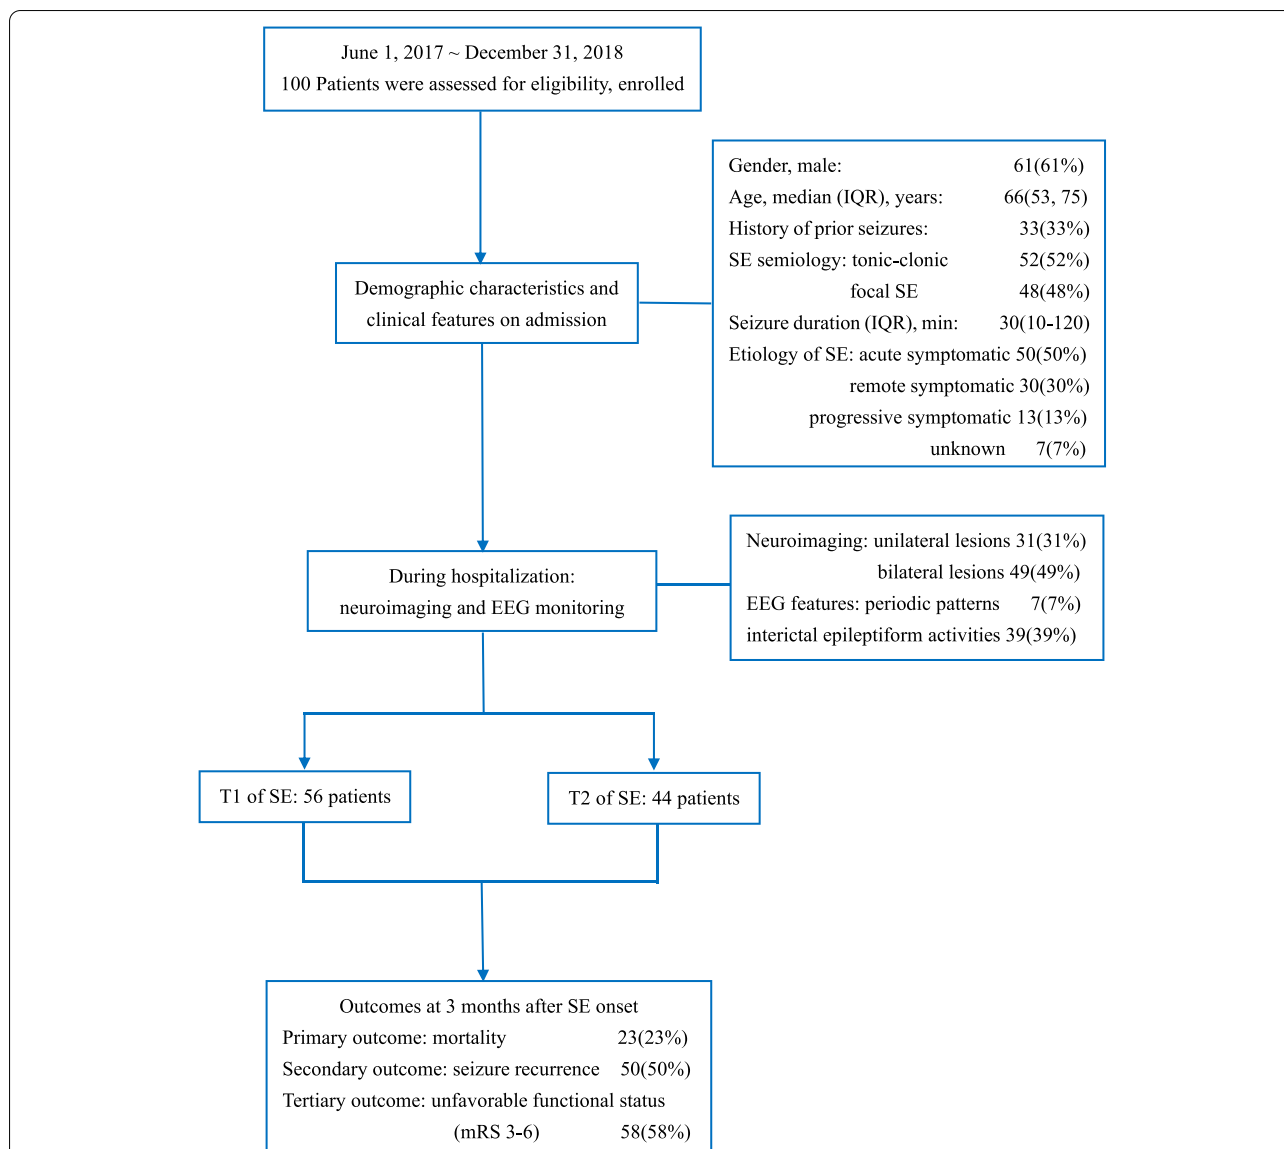 June 1, 2017 ~ December 31, 2018
100 Patients were assessed for eligibility, enrolled
Gender, male: 61(61%)
Age, median (IQR), years: 66(53, 75)
History of prior seizures: 33(33%)
SE semiology: tonic-clonic 52(52%)
focal SE 48(48%)
Seizure duration (IQR), min: 30(10-120)
Etiology of SE: acute symptomatic 50(50%)
remote symptomatic 30(30%)
progressive symptomatic 13(13%)
unknown 7(7%)
Demographic characteristics and
clinical features on admission
Neuroimaging: unilateral lesions 31(31%)
bilateral lesions 49(49%)
EEG features: periodic patterns 7(7%)
interictal epileptiform activities 39(39%)
During hospitalization:
neuroimaging and EEG monitoring
T1 of SE: 56 patients
T2 of SE: 44 patients
Outcomes at 3 months after SE onset
Primary outcome: mortality 23(23%)
Secondary outcome: seizure recurrence 50(50%)
Tertiary outcome: unfavorable functional status
(mRS 3-6) 58(58%)